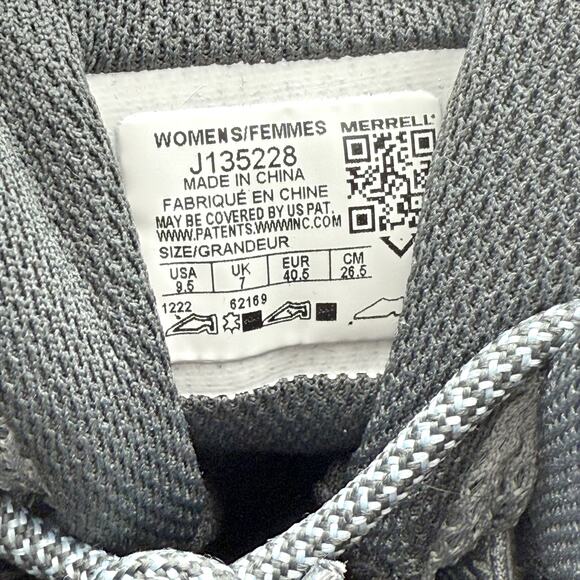 WOMENS/FEMMES
MERRELL
J135228
MADE IN CHINA
FABRIQUÉ EN CHINE
MAY BE COVERED BY US PAT.
WWW.PATENTS.WWWINC.COM
SIZE/GRANDEUR
USA UK EUR CM
9.5 7 40.5 26.5
1222 62169